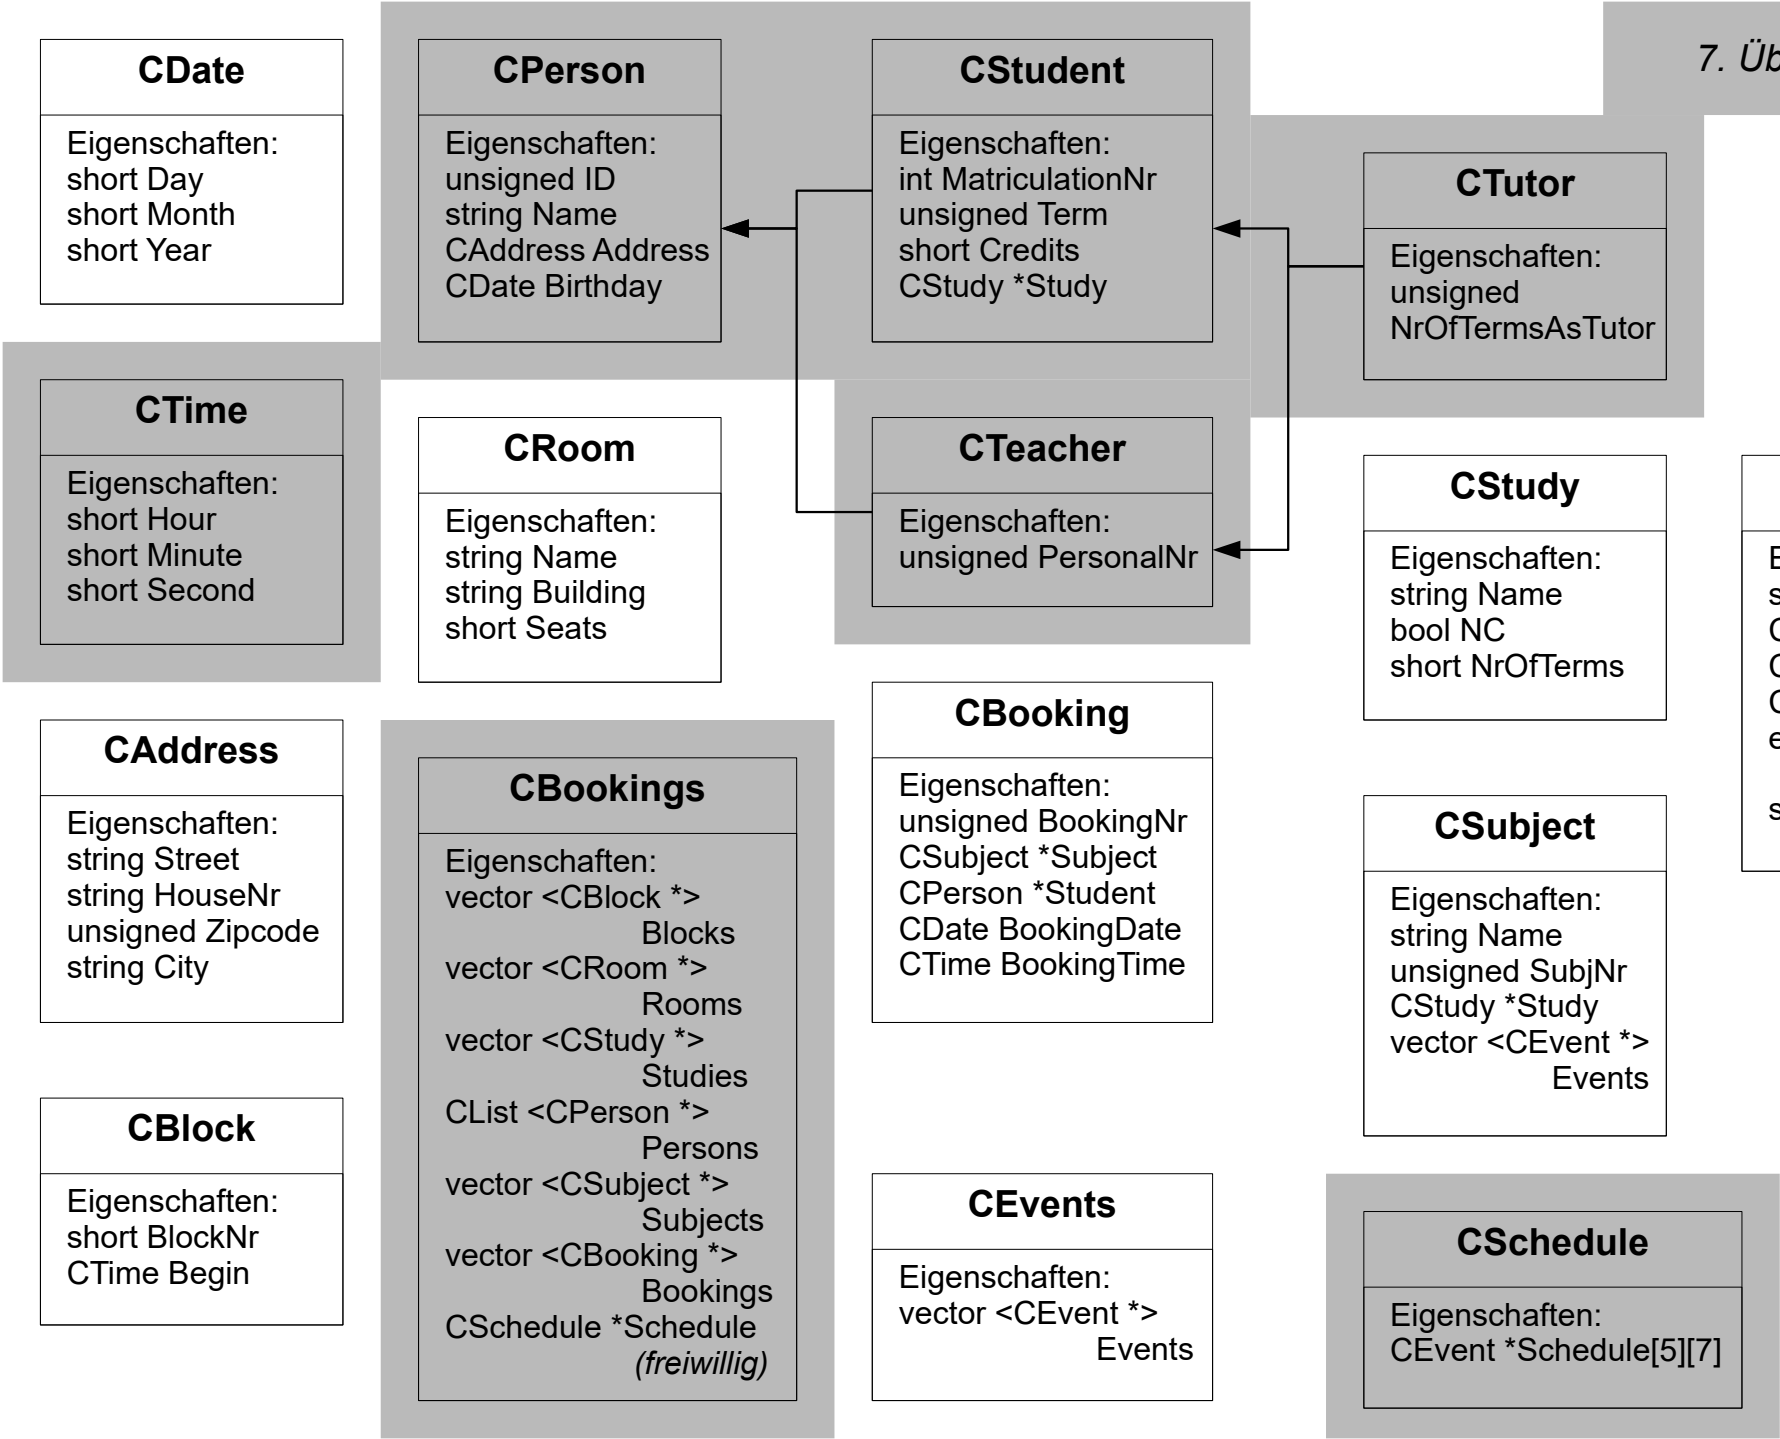 CDate
Eigenschaften:
short Day
short Month
short Year
CPerson
Eigenschaften:
unsigned ID
string Name
CAddress Address
CDate Birthday
CStudent
Eigenschaften:
int MatriculationNr
unsigned Term
short Credits
CStudy *Study
7. Üb
CTutor
Eigenschaften:
unsigned
NrOfTermsAsTutor
CTime
Eigenschaften:
short Hour
short Minute
short Second
CRoom
Eigenschaften:
string Name
string Building
short Seats
CTeacher
Eigenschaften:
unsigned PersonalNr
CStudy
Eigenschaften:
string Name
bool NC
short NrOfTerms
CAddress
Eigenschaften:
string Street
string HouseNr
unsigned Zipcode
string City
CBookings
Eigenschaften:
vector <CBlock *>
Blocks
vector <CRoom *>
Rooms
vector <CStudy *>
Studies
CList <CPerson *>
Persons
vector <CSubject *>
Subjects
vector <CBooking *>
Bookings
CSchedule *Schedule
(freiwillig)
CBooking
Eigenschaften:
unsigned BookingNr
CSubject *Subject
CPerson *Student
CDate BookingDate
CTime BookingTime
CSubject
Eigenschaften:
string Name
unsigned SubjNr
CStudy *Study
vector <CEvent *>
Events
CBlock
Eigenschaften:
short BlockNr
CTime Begin
CEvents
Eigenschaften:
vector <CEvent *>
Events
CSchedule
Eigenschaften:
CEvent *Schedule[5][7]